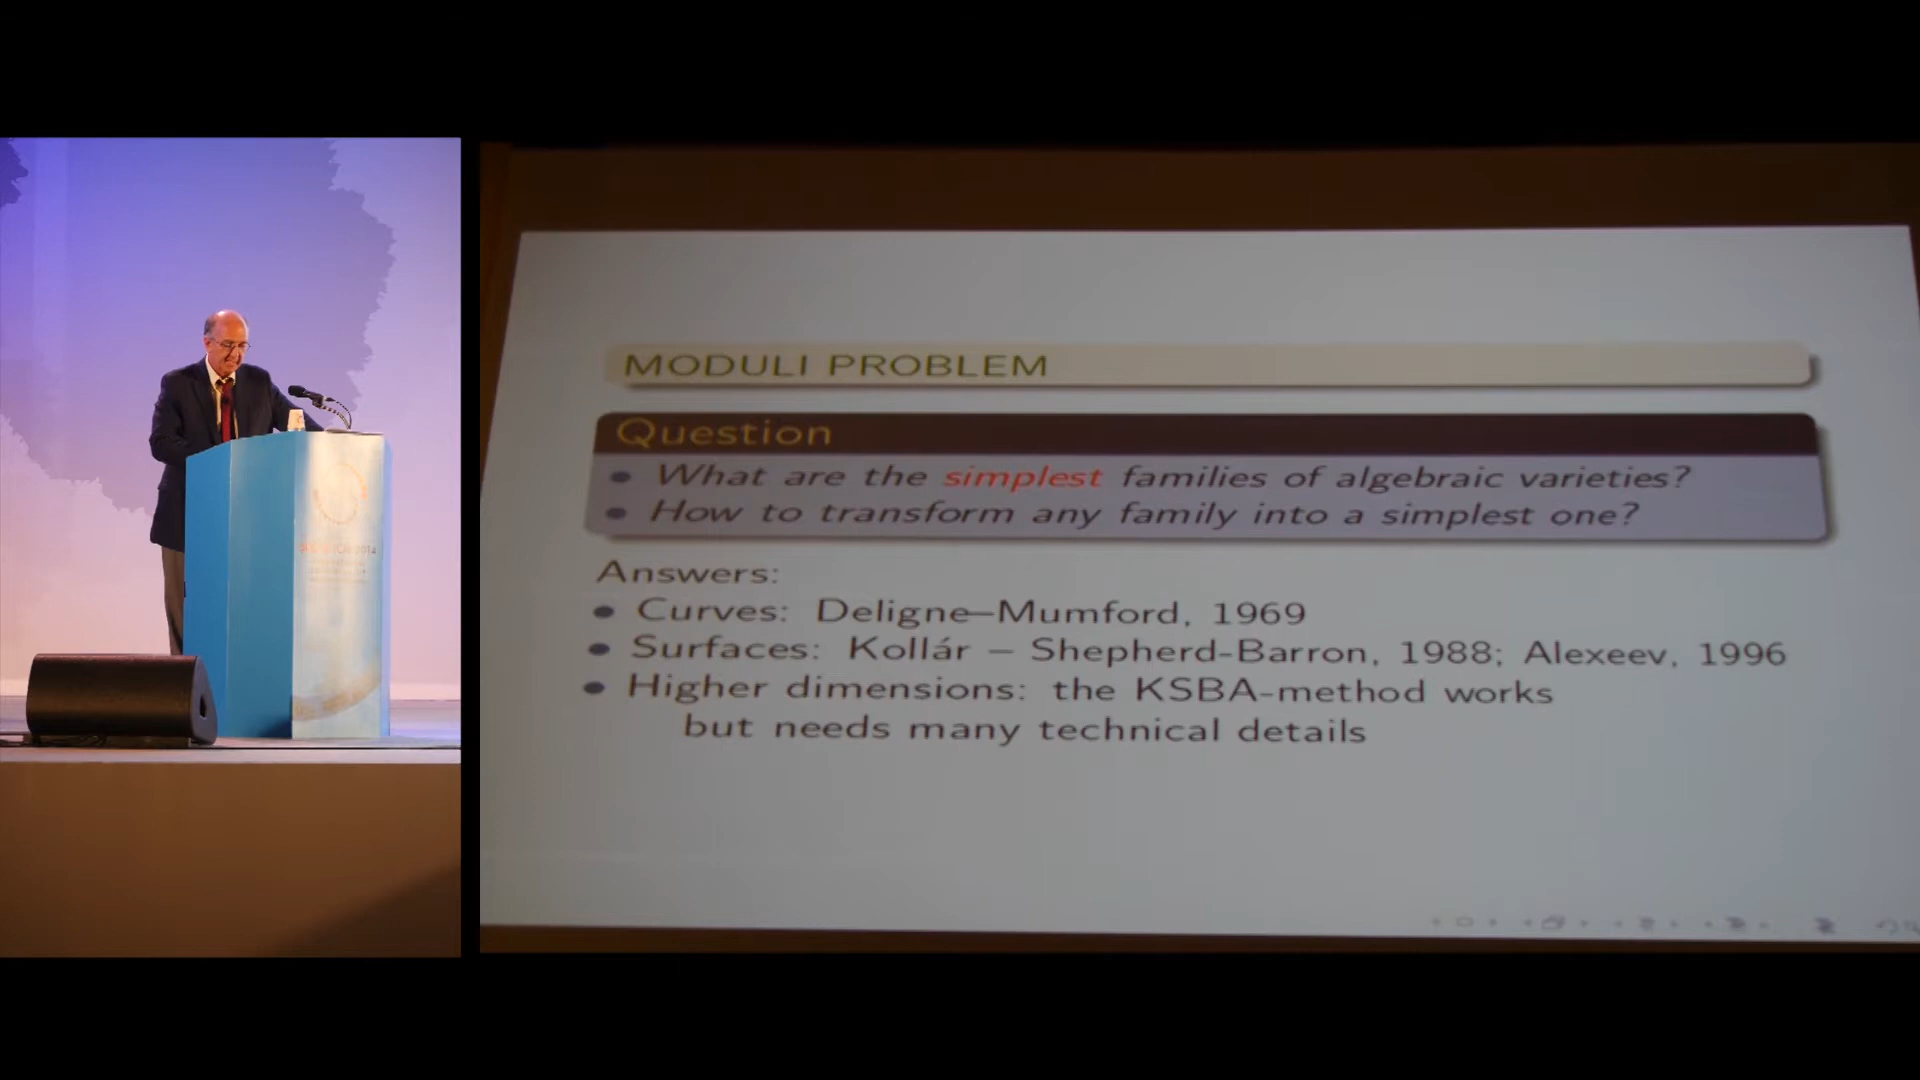 MODULI PROBLEM
Question
• What are the simplest families of algebraic varieties?
• How to transform any family into a simplest one?
Answers:
• Curves: Deligne–Mumford, 1969
• Surfaces: Kollár – Shepherd-Barron, 1988; Alexeev, 1996
• Higher dimensions: the KSBA-method works
but needs many technical details